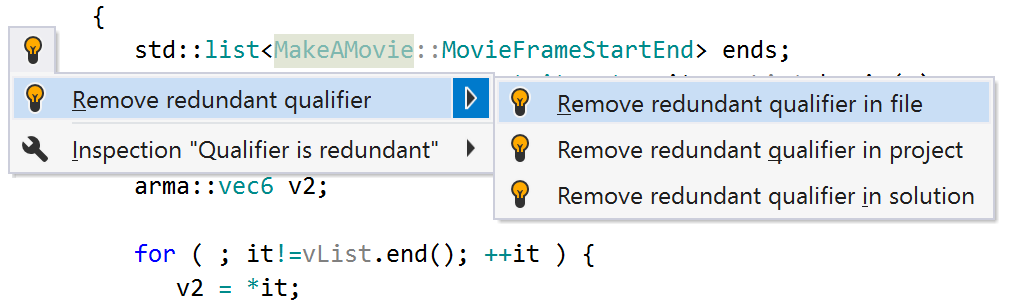 {
std::list<MakeAMovie::MovieFrameStartEnd> ends;
Remove redundant qualifier
Inspection "Qualifier is redundant"
Remove redundant qualifier in file
Remove redundant qualifier in project
Remove redundant qualifier in solution
arma::vec6 v2;
for ( ; it!=vList.end(); ++it ) {
v2 = *it;